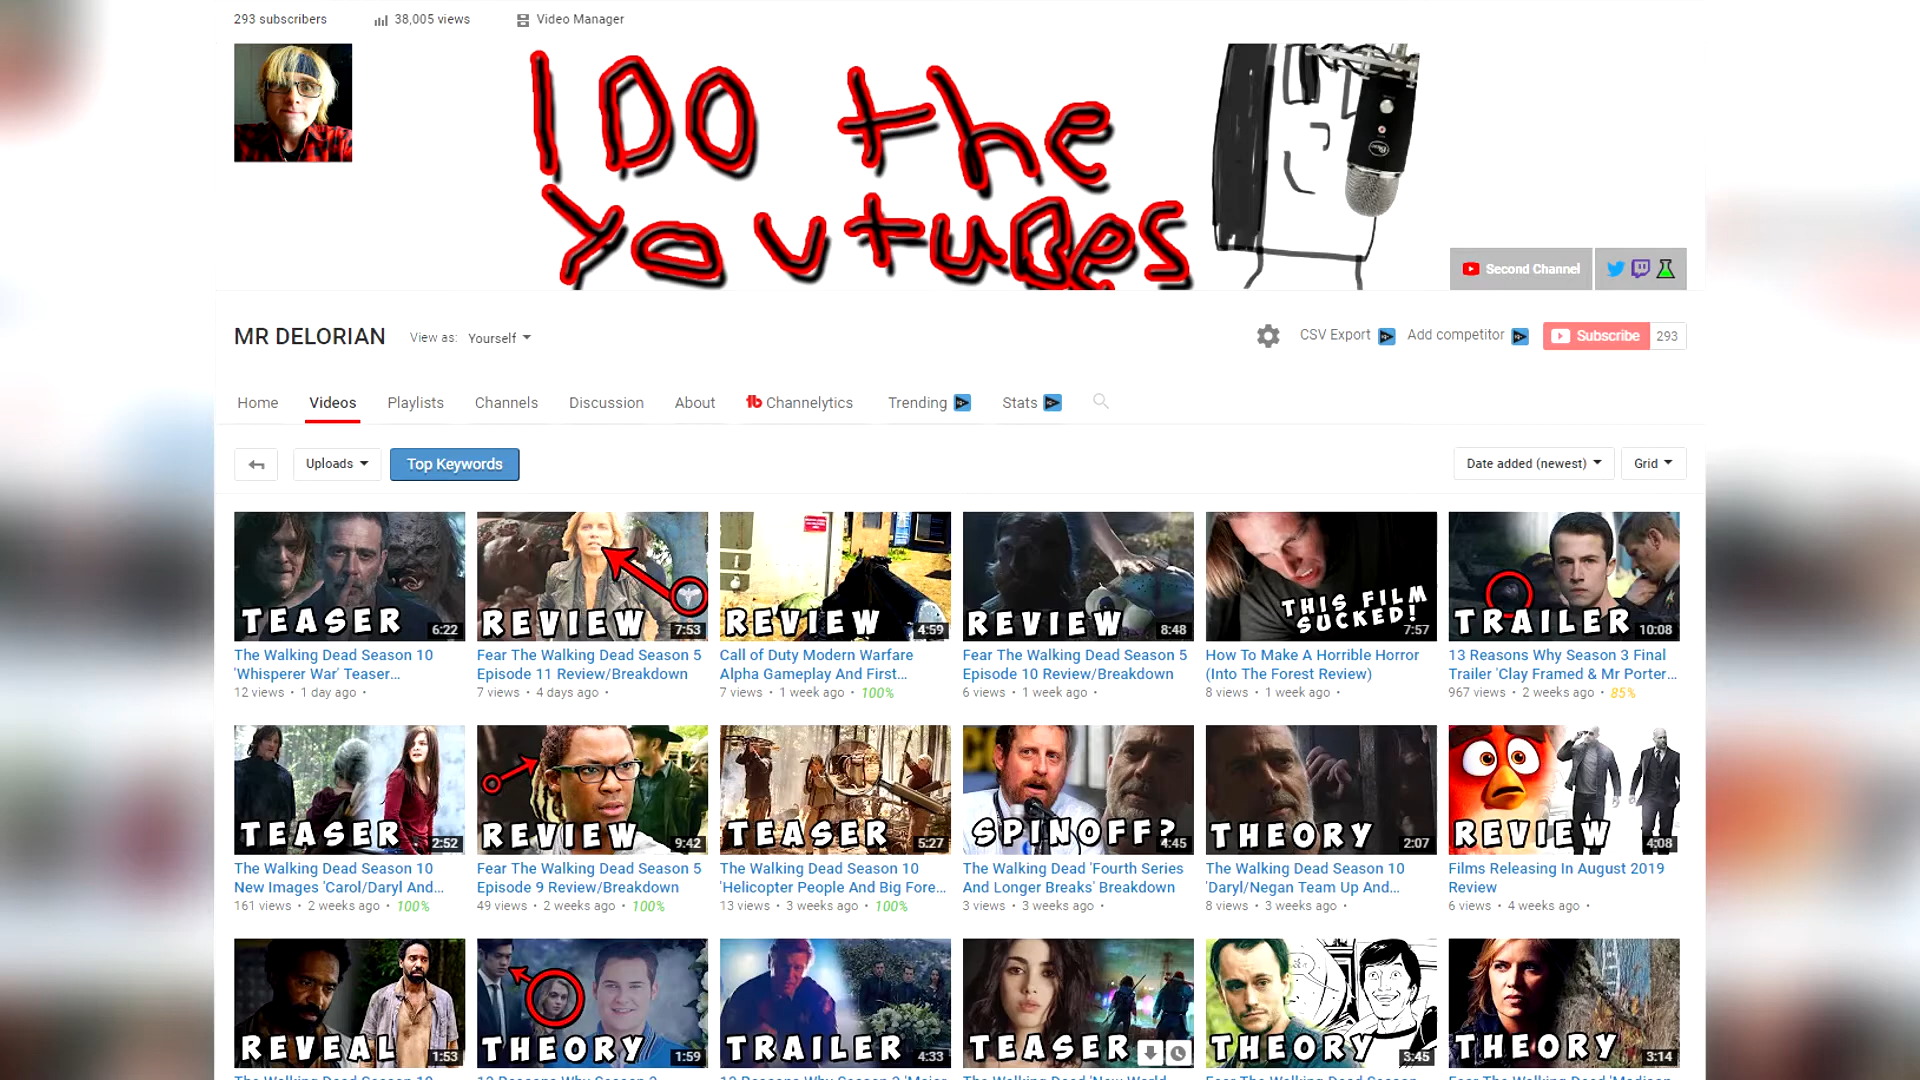 293 subscribers
38,005 views
Video Manager
I DO the
Youtubes
Second Channel
MR DELORIAN
View as: Yourself
CSV Export
Add competitor
Subscribe 293
Home
Videos
Playlists
Channels
Discussion
About
tb Channelytics
Trending
Stats
Uploads
Top Keywords
Date added (newest)
Grid
TEASER 6:22
REVIEW 7:53
REVIEW 4:59
REVIEW 8:48
THIS FILM
SUCKED!
7:57
TRAILER 10:08
The Walking Dead Season 10
'Whisperer War' Teaser...
12 views • 1 day ago •
Fear The Walking Dead Season 5
Episode 11 Review/Breakdown
7 views • 4 days ago •
Call of Duty Modern Warfare
Alpha Gameplay And First...
7 views • 1 week ago • 100%
Fear The Walking Dead Season 5
Episode 10 Review/Breakdown
6 views • 1 week ago •
How To Make A Horrible Horror
(Into The Forest Review)
8 views • 1 week ago •
13 Reasons Why Season 3 Final
Trailer 'Clay Framed & Mr Porter...
967 views • 2 weeks ago • 85%
TEASER 2:52
REVIEW 9:42
TEASER 5:27
SPINOFF? 4:45
THEORY 2:07
REVIEW 4:08
The Walking Dead Season 10
New Images 'Carol/Daryl And...
161 views • 2 weeks ago • 100%
Fear The Walking Dead Season 5
Episode 9 Review/Breakdown
49 views • 2 weeks ago • 100%
The Walking Dead Season 10
'Helicopter People And Big Fore...
13 views • 3 weeks ago • 100%
The Walking Dead 'Fourth Series
And Longer Breaks' Breakdown
3 views • 3 weeks ago •
The Walking Dead Season 10
'Daryl/Negan Team Up And...
8 views • 3 weeks ago •
Films Releasing In August 2019
Review
6 views • 4 weeks ago •
REVEAL 1:53
THEORY 1:59
TRAILER 4:33
TEASER
THEORY 3:45
THEORY 3:14